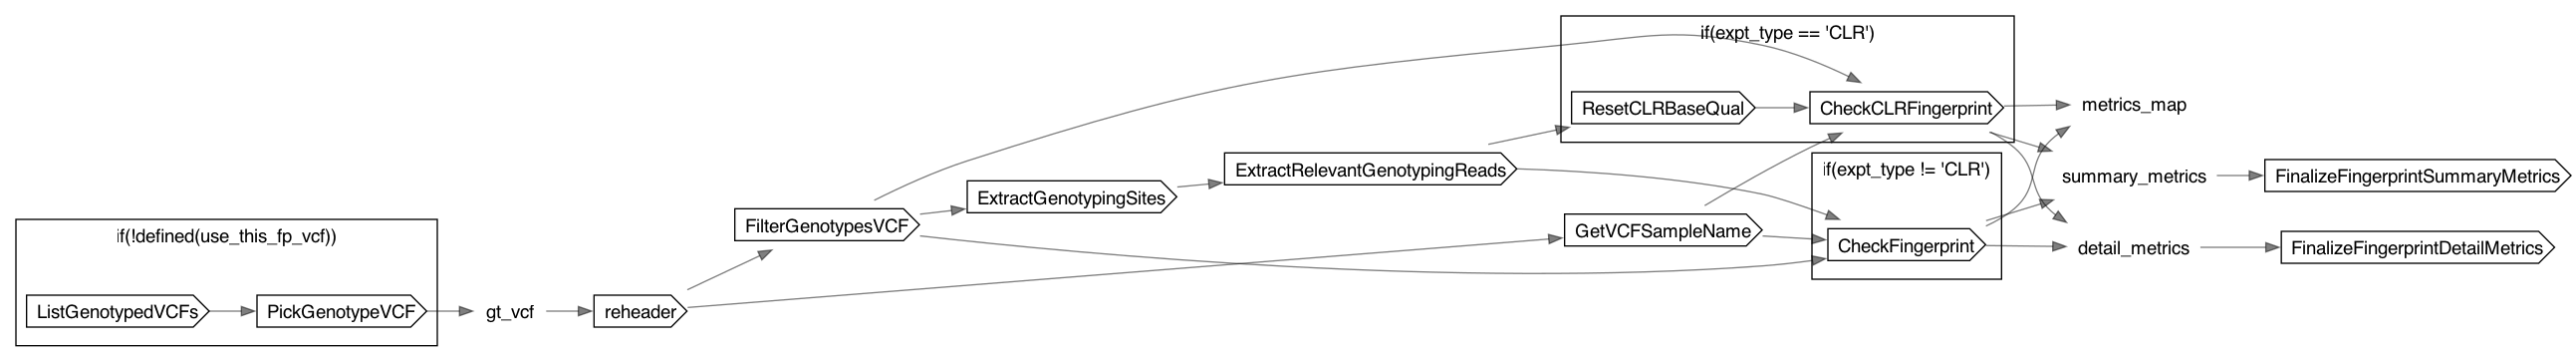 if(expt_type == 'CLR')
ResetCLRBaseQual
CheckCLRFingerprint
metrics_map
if(expt_type != 'CLR')
ExtractRelevantGenotypingReads
summary_metrics
FinalizeFingerprintSummaryMetrics
ExtractGenotypingSites
FilterGenotypesVCF
GetVCFSampleName
if(!defined(use_this_fp_vcf))
CheckFingerprint
detail_metrics
FinalizeFingerprintDetailMetrics
ListGenotypedVCFs
PickGenotypeVCF
gt_vcf
reheader